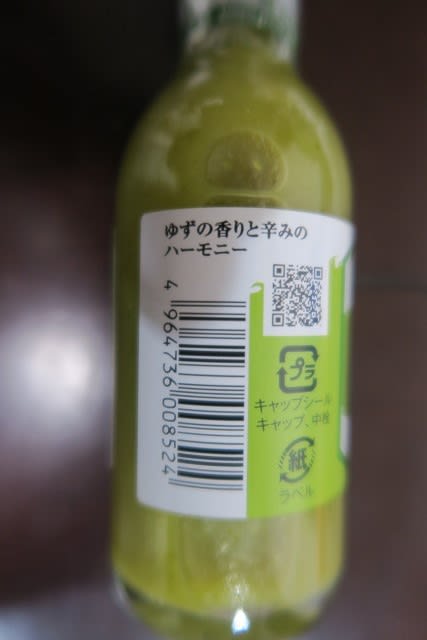 ゆずの香りと辛みの
ハーモニー
4 964736 008524
プラ
キャップシール
キャップ、中栓
紙
ラベル